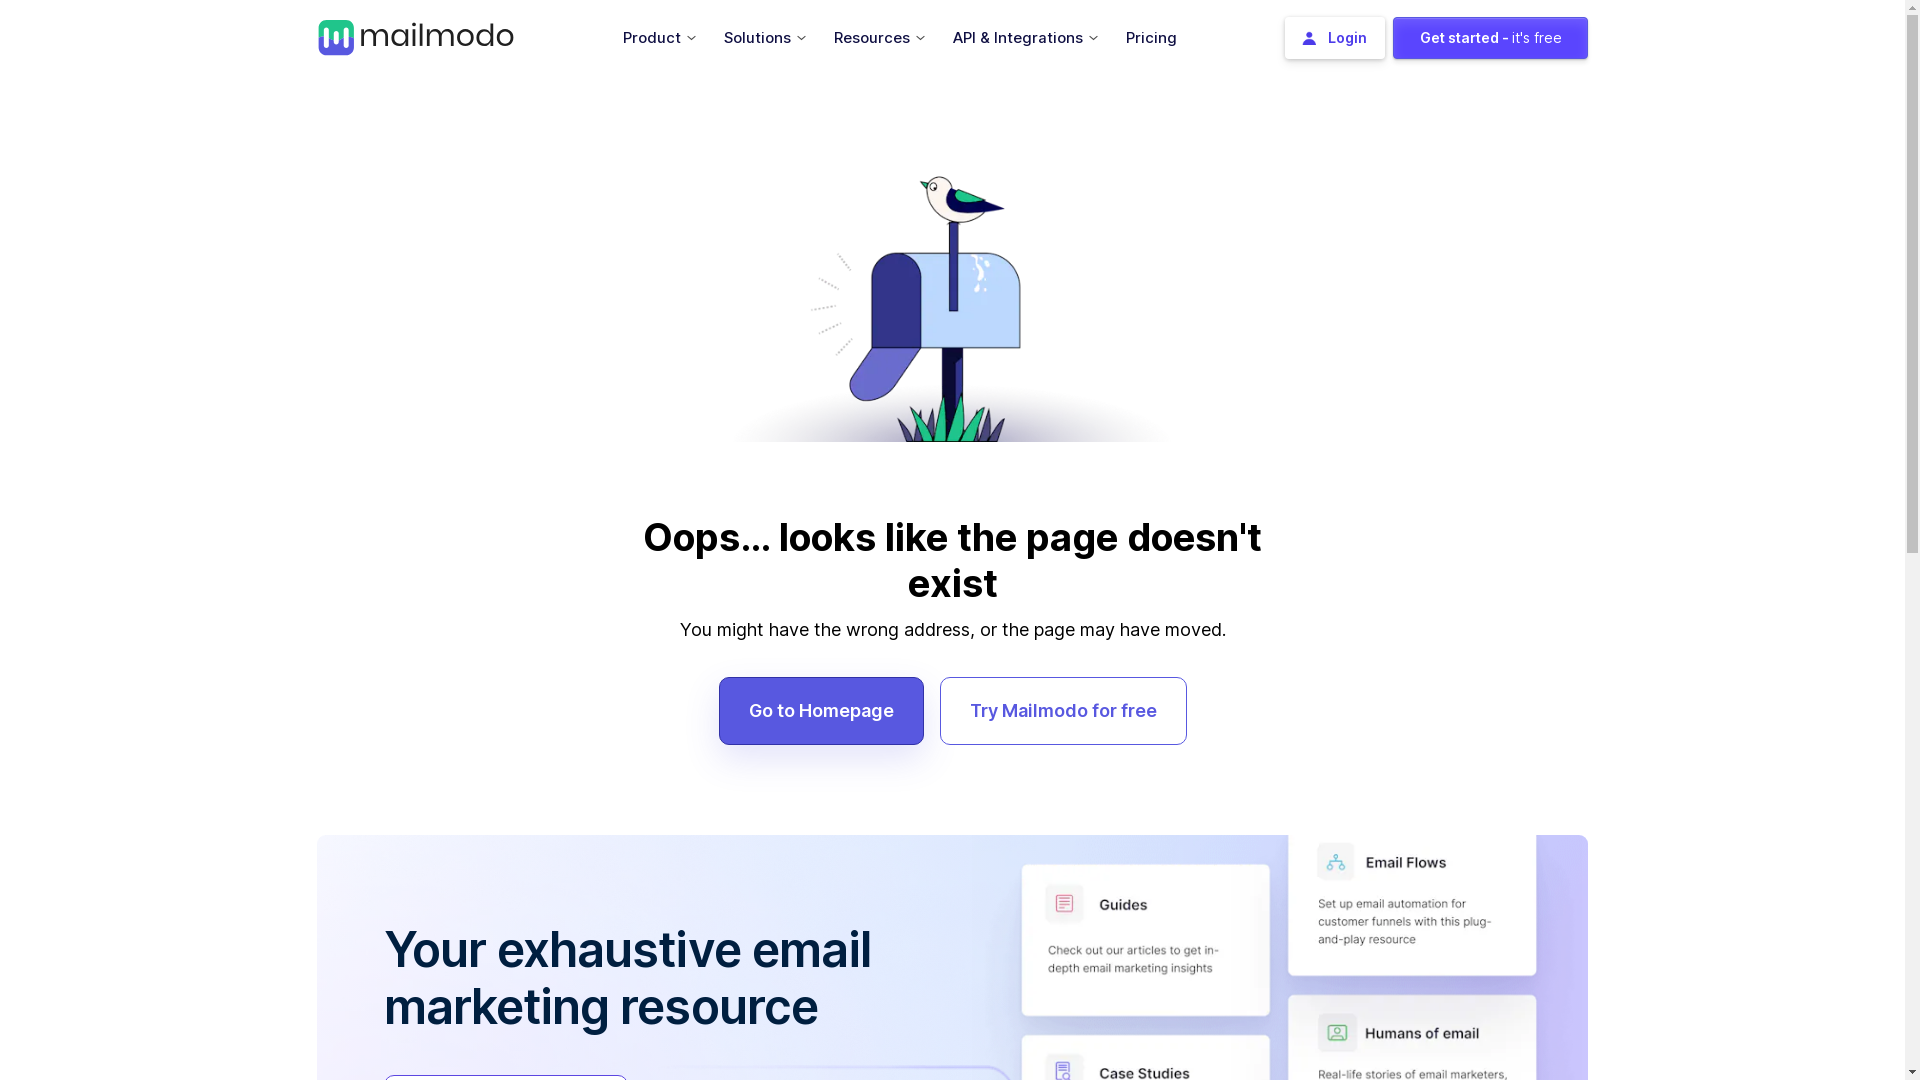 mailmodo
Product
Solutions
Resources
API & Integrations
Pricing
Login
Get started - it's free
Oops... looks like the page doesn't
exist
You might have the wrong address, or the page may have moved.
Go to Homepage
Try Mailmodo for free
Your exhaustive email
marketing resource
Guides
Check out our articles to get in-
depth email marketing insights
Case Studies
Email Flows
Set up email automation for
customer funnels with this plug-
and-play resource
Humans of email
Real-life stories of email marketers,